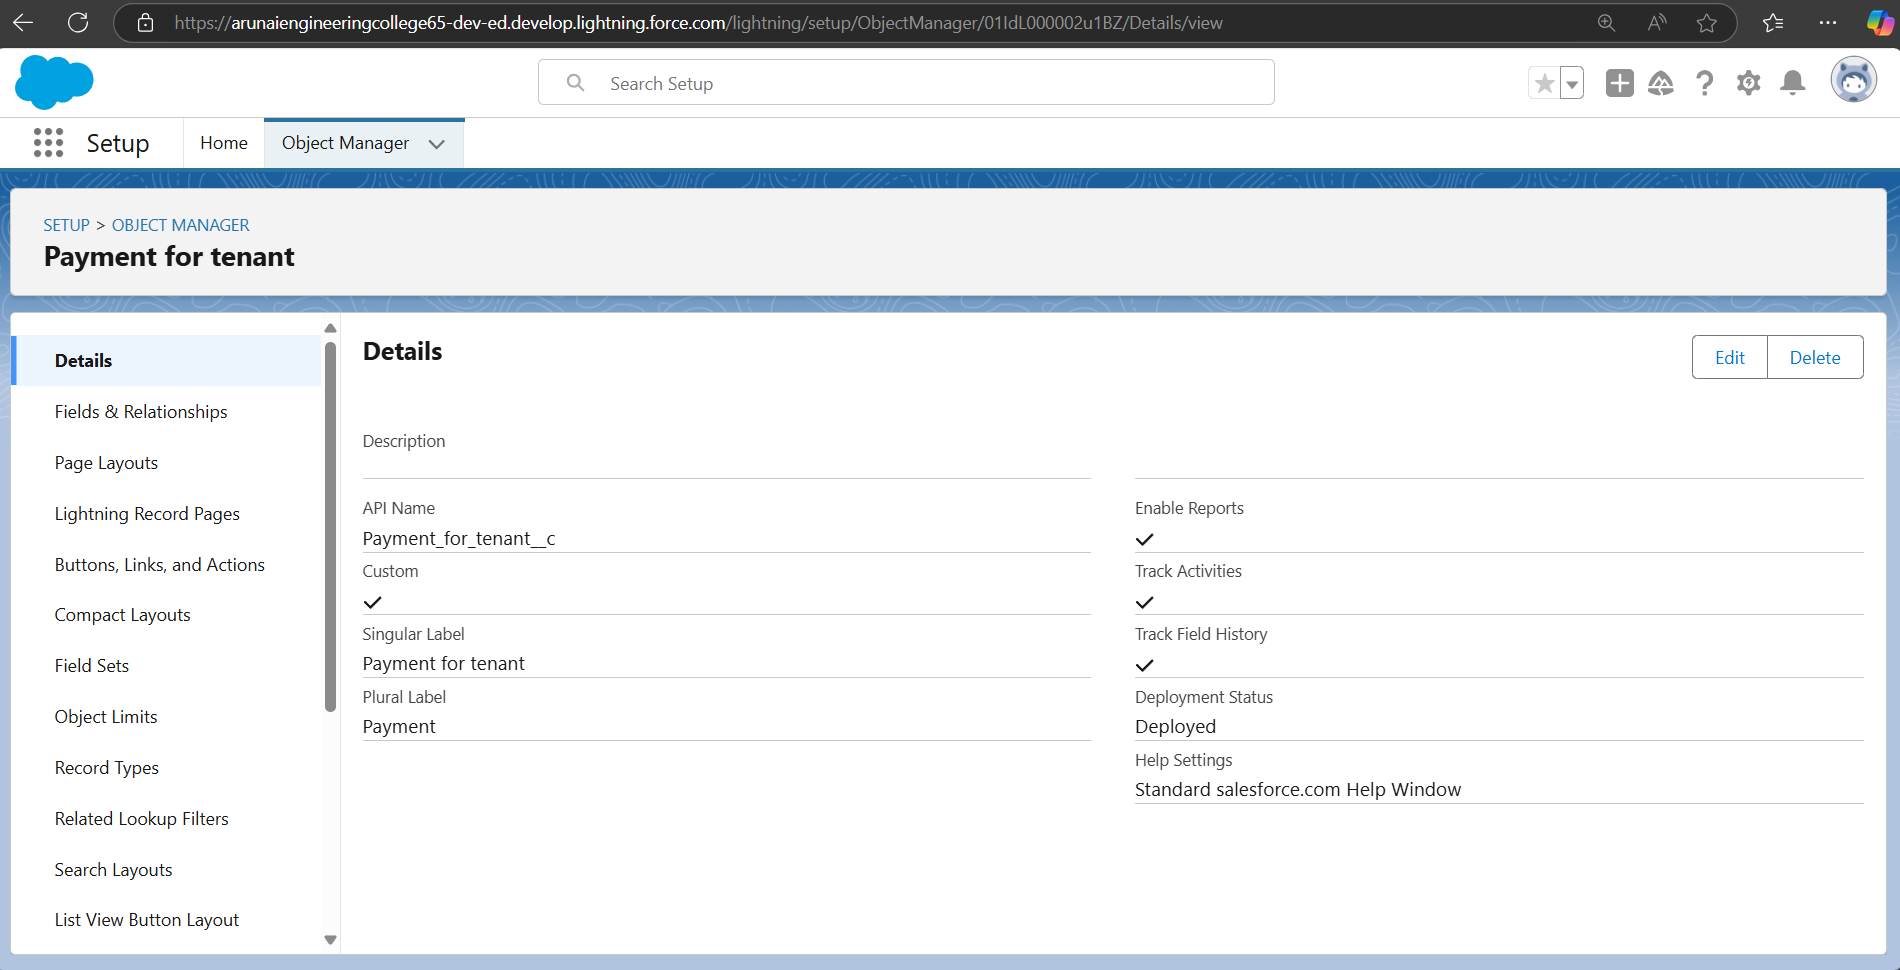 https://arunaiengineeringcollege65-dev-ed.develop.lightning.force.com/lightning/setup/ObjectManager/01IdL000002u1BZ/Details/view
Search Setup
Setup
Home
Object Manager
SETUP > OBJECT MANAGER
Payment for tenant
Details
Fields & Relationships
Page Layouts
Lightning Record Pages
Buttons, Links, and Actions
Compact Layouts
Field Sets
Object Limits
Record Types
Related Lookup Filters
Search Layouts
List View Button Layout
Details
Edit
Delete
Description
API Name
Payment_for_tenant__c
Custom
Singular Label
Payment for tenant
Plural Label
Payment
Enable Reports
Track Activities
Track Field History
Deployment Status
Deployed
Help Settings
Standard salesforce.com Help Window